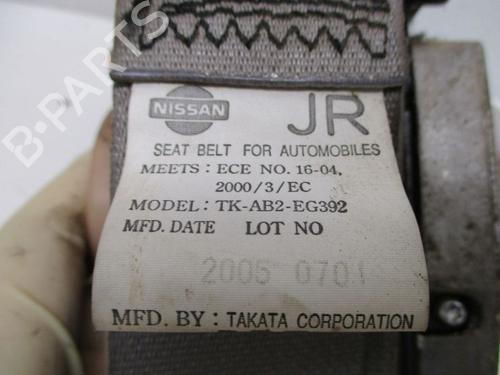 NISSAN
JR
SEAT BELT FOR AUTOMOBILES
MEETS: ECE NO. 16-04,
2000/3/EC
MODEL: TK-AB2-EG392
MFD. DATE LOT NO
2005 0701
MFD. BY: TAKATA CORPORATION
B-PARTS